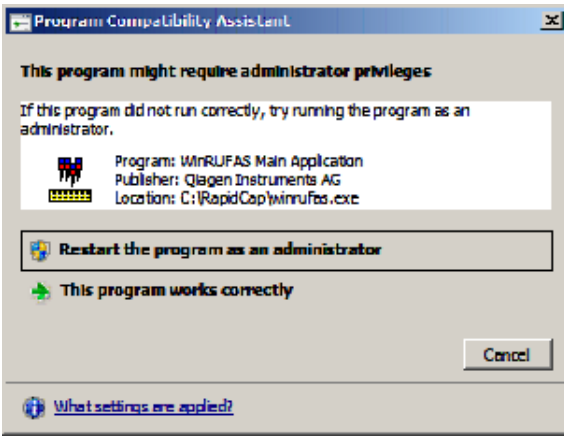 Program Compatibility Assistant
This program might require administrator privileges
If this program did not run correctly, try running the program as an
administrator.
Program: WinRUFAS Main Application
Publisher: Qiagen Instruments AG
Location: C:\RapidCap\winrufas.exe
Restart the program as an administrator
This program works correctly
Cancel
What settings are applied?